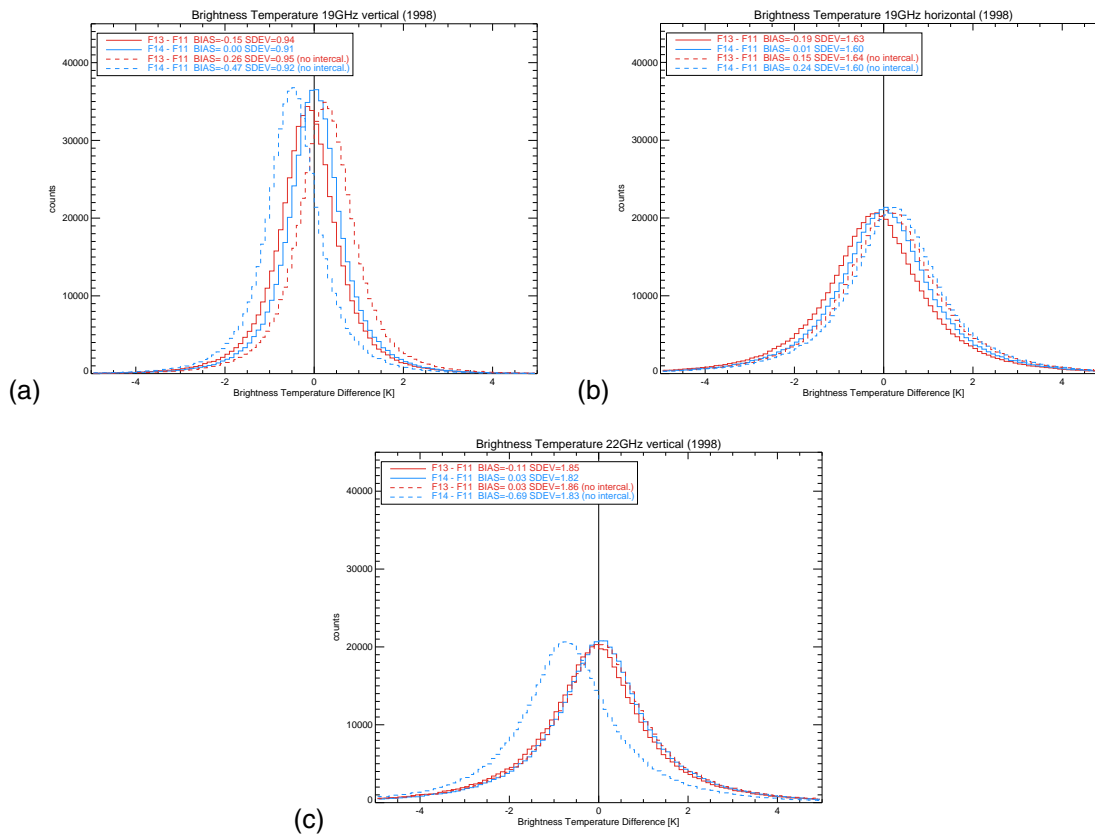 Brightness Temperature 19GHz vertical (1998)
F13 - F11 BIAS=-0.15 SDEV=0.94
F14 - F11 BIAS= 0.00 SDEV=0.91
F13 - F11 BIAS= 0.26 SDEV=0.95 (no intercal.)
F14 - F11 BIAS=-0.47 SDEV=0.92 (no intercal.)
40000
30000
20000
10000
0
counts
-4 -2 0 2 4
Brightness Temperature Difference [K]
(a)
Brightness Temperature 19GHz horizontal (1998)
F13 - F11 BIAS=-0.19 SDEV=1.63
F14 - F11 BIAS= 0.01 SDEV=1.60
F13 - F11 BIAS= 0.15 SDEV=1.64 (no intercal.)
F14 - F11 BIAS= 0.24 SDEV=1.60 (no intercal.)
40000
30000
20000
10000
0
counts
-4 -2 0 2 4
Brightness Temperature Difference [K]
(b)
Brightness Temperature 22GHz vertical (1998)
F13 - F11 BIAS=-0.11 SDEV=1.85
F14 - F11 BIAS= 0.03 SDEV=1.82
F13 - F11 BIAS= 0.03 SDEV=1.86 (no intercal.)
F14 - F11 BIAS=-0.69 SDEV=1.83 (no intercal.)
40000
30000
20000
10000
0
counts
-4 -2 0 2 4
Brightness Temperature Difference [K]
(c)